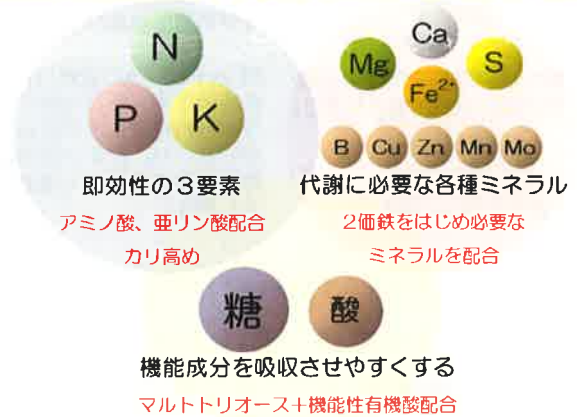 N
P K
即効性の3要素
アミノ酸、亜リン酸配合
カリ高め
Ca
Mg S
Fe²⁺
B Cu Zn Mn Mo
代謝に必要な各種ミネラル
2価鉄をはじめ必要な
ミネラルを配合
糖 酸
機能成分を吸収させやすくする
マルトトリオース+機能性有機酸配合